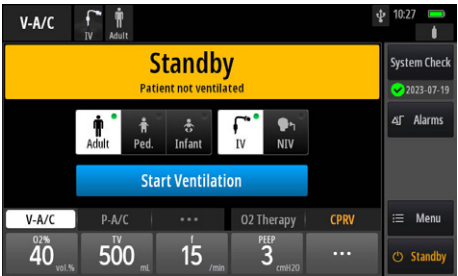 V-A/C
IV Adult
10:27
Standby
Patient not ventilated
System Check
2023-07-19
Alarms
Adult Ped. Infant IV NIV
Start Ventilation
V-A/C P-A/C ••• O2 Therapy CPRV
Menu
O2% TV f PEEP
40 vol.% 500 mL 15 /min 3 cmH2O •••
Standby